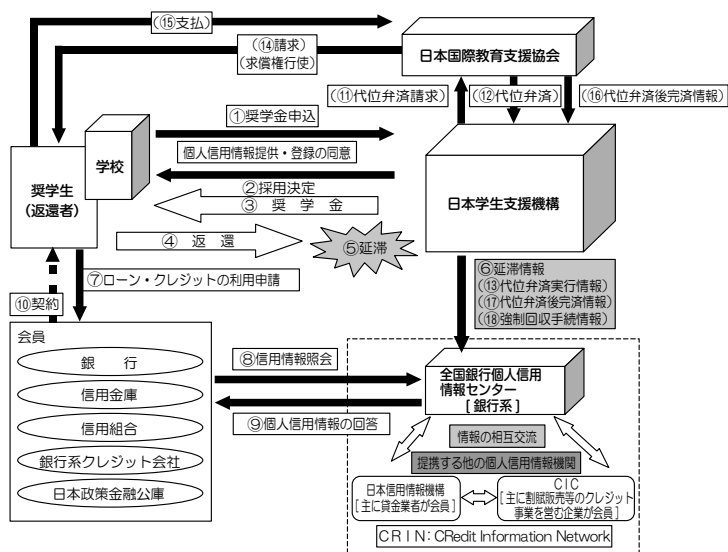 (⑮支払)
(⑭請求)
(求償権行使)
日本国際教育支援協会
(⑪代位弁済請求)
(⑫代位弁済)
(⑯代位弁済後完済情報)
①奨学金申込
個人信用情報提供・登録の同意
学校
奨学生
(返還者)
②採用決定
③ 奨 学 金
日本学生支援機構
④ 返 還
⑤延滞
⑥延滞情報
(⑬代位弁済実行情報)
(⑰代位弁済後完済情報)
(⑱強制回収手続情報)
⑦ローン・クレジットの利用申請
⑩契約
会員
銀 行
信用金庫
信用組合
銀行系クレジット会社
日本政策金融公庫
⑧信用情報照会
⑨個人信用情報の回答
全国銀行個人信用
情報センター
[銀行系]
情報の相互交流
提携する他の個人信用情報機関
日本信用情報機構
[主に貸金業者が会員]
CIC
[主に割賦販売等のクレジット
事業を営む企業が会員]
CRIN:CRedit Information Network